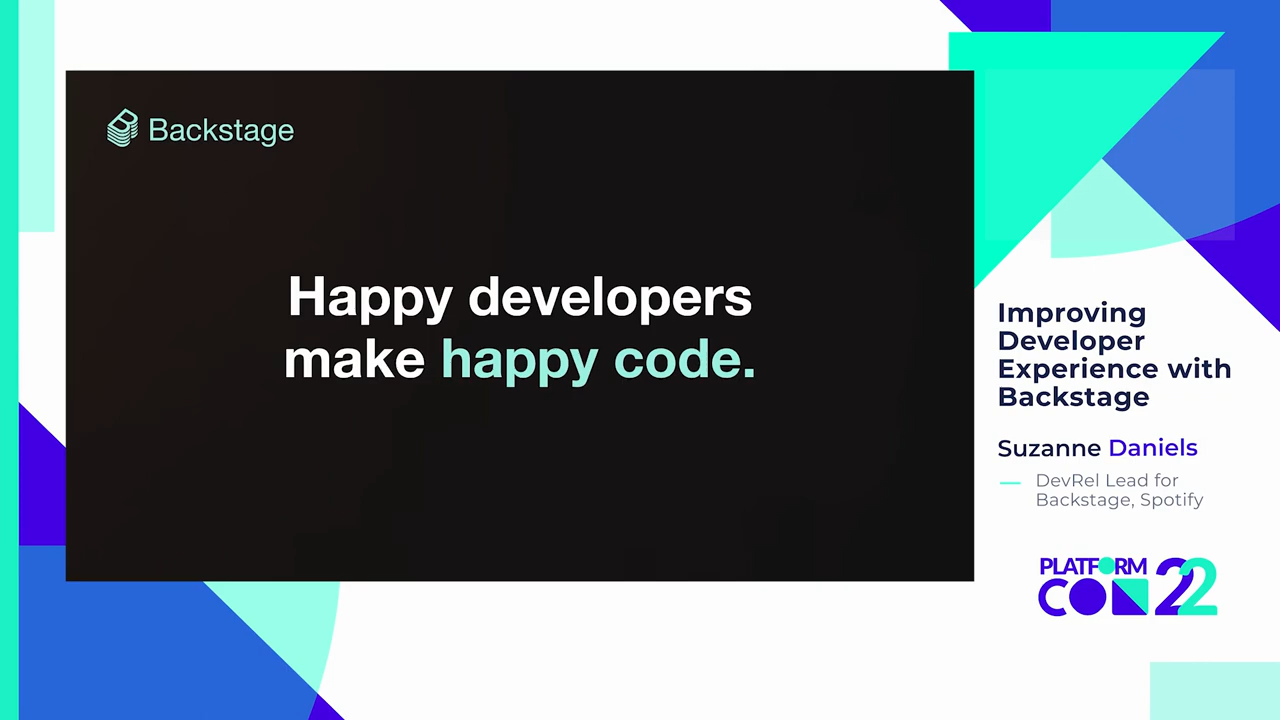 Backstage
Happy developers
make happy code.
Improving
Developer
Experience with
Backstage
Suzanne Daniels
DevRel Lead for
Backstage, Spotify
PLATFORM
CON 22